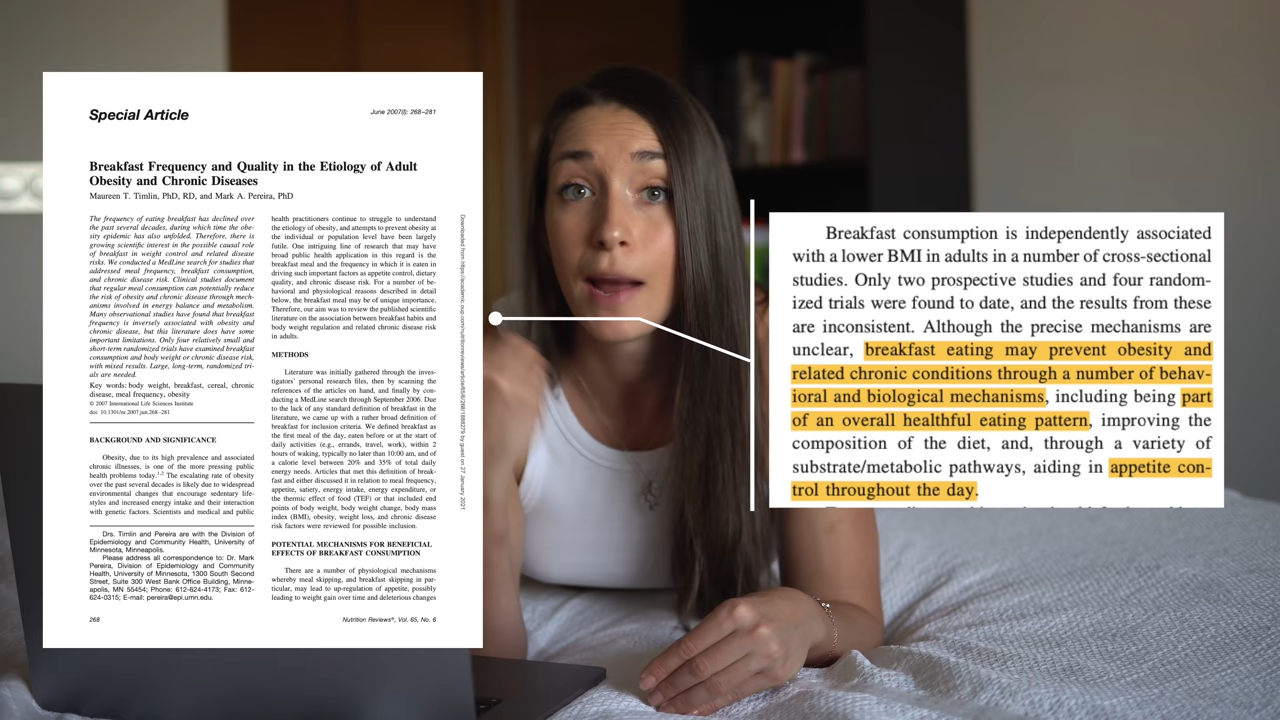 Special Article
June 2007(I): 268–281
Breakfast Frequency and Quality in the Etiology of Adult
Obesity and Chronic Diseases
Maureen T. Timlin, PhD, RD, and Mark A. Pereira, PhD
The frequency of eating breakfast has declined over
the past several decades, during which time the obe-
sity epidemic has also unfolded. Therefore, there is
growing scientific interest in the possible causal role
of breakfast in weight control and related disease
risks. We conducted a MedLine search for studies that
addressed meal frequency, breakfast consumption,
and chronic disease risk. Clinical studies document
that regular meal consumption can potentially reduce
the risk of obesity and chronic disease through mech-
anisms involved in energy balance and metabolism.
Many observational studies have found that breakfast
frequency is inversely associated with obesity and
chronic disease, but this literature does have some
important limitations. Only four relatively small and
short-term randomized trials have examined breakfast
consumption and body weight or chronic disease risk,
with mixed results. Large, long-term, randomized tri-
als are needed.
Key words: body weight, breakfast, cereal, chronic
disease, meal frequency, obesity
© 2007 International Life Sciences Institute
doi: 10.1301/nr.2007.jun.268–281
BACKGROUND AND SIGNIFICANCE
Obesity, due to its high prevalence and associated
chronic illnesses, is one of the more pressing public
health problems today.1,2 The escalating rate of obesity
over the past several decades is likely due to widespread
environmental changes that encourage sedentary life-
styles and increased energy intake and their interaction
with genetic factors. Scientists and medical and public
Drs. Timlin and Pereira are with the Division of
Epidemiology and Community Health, University of
Minnesota, Minneapolis.
Please address all correspondence to: Dr. Mark
Pereira, Division of Epidemiology and Community
Health, University of Minnesota, 1300 South Second
Street, Suite 300 West Bank Office Building, Minne-
apolis, MN 55454; Phone: 612-624-4173; Fax: 612-
624-0315; E-mail: pereira@epi.umn.edu.
health practitioners continue to struggle to understand
the etiology of obesity, and attempts to prevent obesity at
the individual or population level have been largely
futile. One intriguing line of research that may have
broad public health application in this regard is the
breakfast meal and the frequency in which it is eaten in
driving such important factors as appetite control, dietary
quality, and chronic disease risk. For a number of be-
havioral and physiological reasons described in detail
below, the breakfast meal may be of unique importance.
Therefore, our aim was to review the published scientific
literature on the association between breakfast habits and
body weight regulation and related chronic disease risk
in adults.
METHODS
Literature was initially gathered through the inves-
tigators' personal research files, then by scanning the
references of the articles on hand, and finally by con-
ducting a MedLine search through September 2006. Due
to the lack of any standard definition of breakfast in the
literature, we came up with a rather broad definition of
breakfast for inclusion criteria. We defined breakfast as
the first meal of the day, eaten before or at the start of
daily activities (e.g., errands, travel, work), within 2
hours of waking, typically no later than 10:00 am, and of
a calorie level between 20% and 35% of total daily
energy needs. Articles that met this definition of break-
fast and either discussed it in relation to meal frequency,
appetite, satiety, energy intake, energy expenditure, or
the thermic effect of food (TEF) or that included end
points of body weight, body weight change, body mass
index (BMI), obesity, weight loss, and chronic disease
risk factors were reviewed for possible inclusion.
POTENTIAL MECHANISMS FOR BENEFICIAL
EFFECTS OF BREAKFAST CONSUMPTION
There are a number of physiological mechanisms
whereby meal skipping, and breakfast skipping in par-
ticular, may lead to up-regulation of appetite, possibly
leading to weight gain over time and deleterious changes
268
Nutrition Reviews®, Vol. 65, No. 6
Downloaded from https://academic.oup.com/nutritionreviews/article/65/6/268/1888279 by guest on 27 January 2021
Breakfast consumption is independently associated
with a lower BMI in adults in a number of cross-sectional
studies. Only two prospective studies and four random-
ized trials were found to date, and the results from these
are inconsistent. Although the precise mechanisms are
unclear, breakfast eating may prevent obesity and
related chronic conditions through a number of behav-
ioral and biological mechanisms, including being part
of an overall healthful eating pattern, improving the
composition of the diet, and, through a variety of
substrate/metabolic pathways, aiding in appetite con-
trol throughout the day.